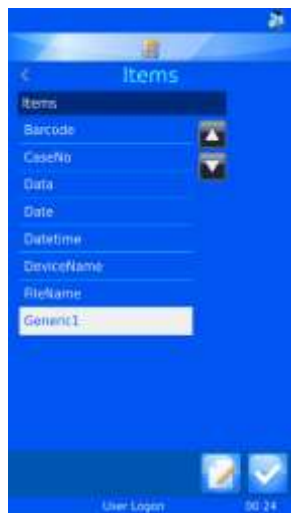 Items
Items
Barcode
CaseNo
Data
Date
Datetime
DeviceName
FileName
Generic1
User Logon
00:24